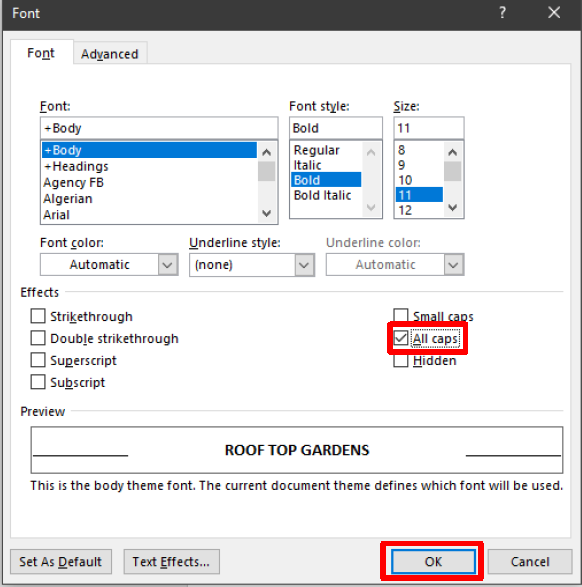 Font ? ×
Font Advanced
Font: Font style: Size:
+Body Bold 11
+Body Regular 8
+Headings Italic 9
Agency FB Bold 10
Algerian Bold Italic 11
Arial 12
Font color: Underline style: Underline color:
Automatic (none) Automatic
Effects
Strikethrough Small caps
Double strikethrough All caps
Superscript Hidden
Subscript
Preview
ROOF TOP GARDENS
This is the body theme font. The current document theme defines which font will be used.
Set As Default Text Effects... OK Cancel